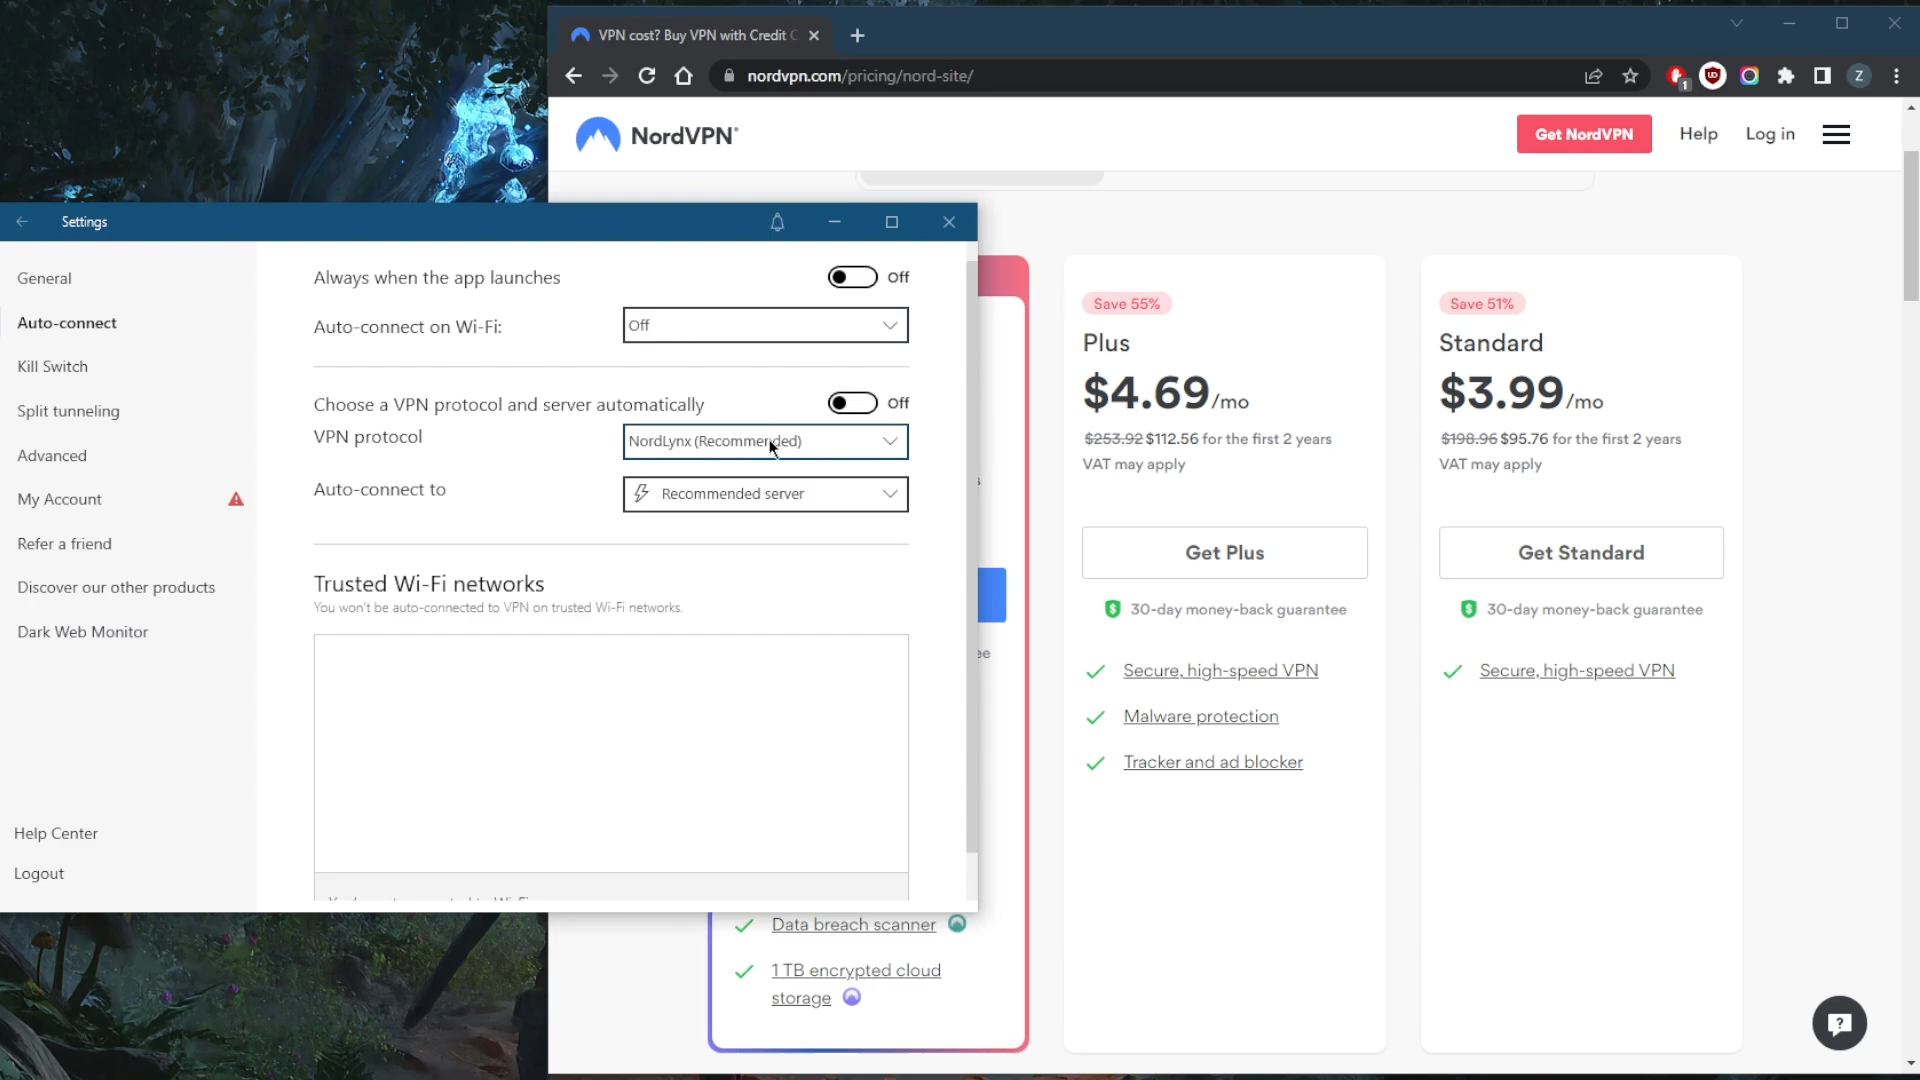 VPN cost? Buy VPN with Credit C
nordvpn.com/pricing/nord-site/
1
Z
NordVPN®
Get NordVPN
Help
Log in
Settings
General
Auto-connect
Kill Switch
Split tunneling
Advanced
My Account
Refer a friend
Discover our other products
Dark Web Monitor
Help Center
Logout
Always when the app launches
Off
Auto-connect on Wi-Fi:
Off
Choose a VPN protocol and server automatically
Off
VPN protocol
NordLynx (Recommended)
Auto-connect to
Recommended server
Trusted Wi-Fi networks
You won't be auto-connected to VPN on trusted Wi-Fi networks.
Data breach scanner
1 TB encrypted cloud
storage
Save 55%
Plus
$4.69/mo
$253.92 $112.56 for the first 2 years
VAT may apply
Get Plus
30-day money-back guarantee
Secure, high-speed VPN
Malware protection
Tracker and ad blocker
Save 51%
Standard
$3.99/mo
$198.96 $95.76 for the first 2 years
VAT may apply
Get Standard
30-day money-back guarantee
Secure, high-speed VPN